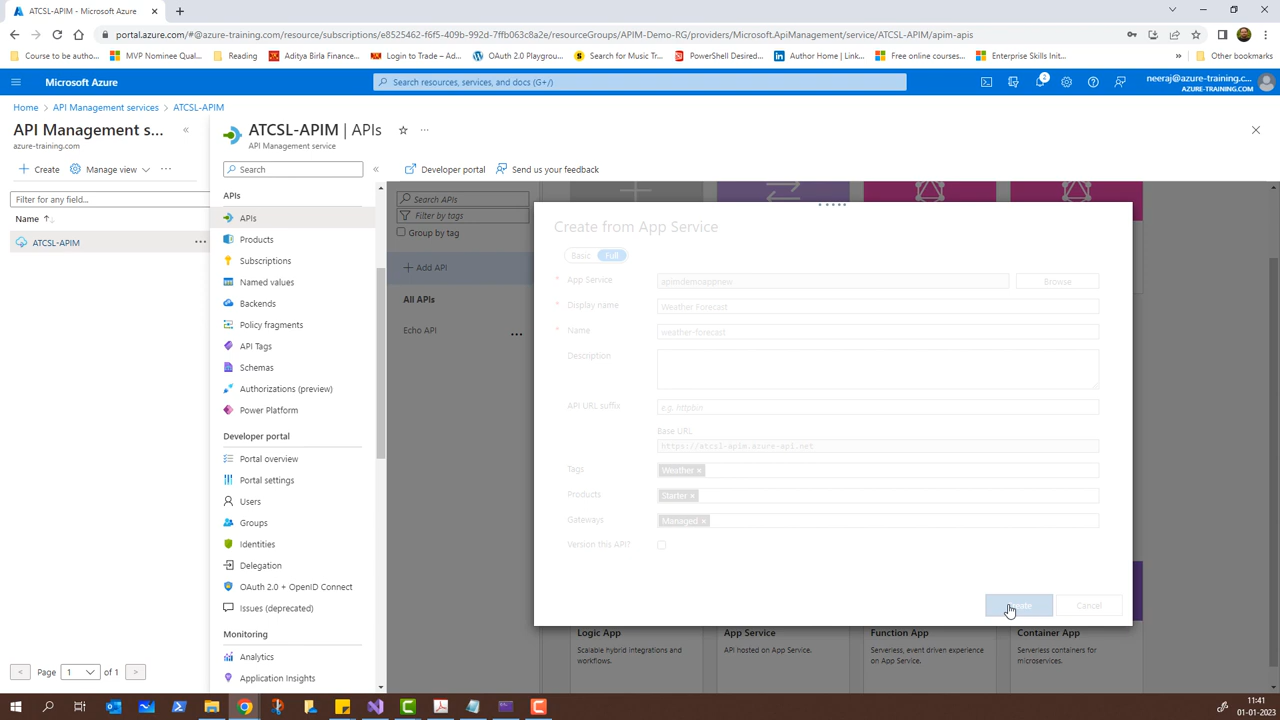 ATCSL-APIM - Microsoft Azure
portal.azure.com/#@azure-training.com/resource/subscriptions/e8525462-f6f5-409b-992d-7ffb063c8a2e/resourceGroups/APIM-Demo-RG/providers/Microsoft.ApiManagement/service/ATCSL-APIM/apim-apis
Course to be autho...
MVP Nominee Qual...
Reading
Aditya Birla Financ...
Login to Trade – Ad...
OAuth 2.0 Playgrou...
Search for Music Tr...
PowerShell Desired...
Author Home | Link...
Free online courses...
Enterprise Skills Init...
Other bookmarks
Microsoft Azure
Search resources, services, and docs (G+/)
2
neeraj@azure-training.c...
AZURE-TRAINING.COM
Home > API Management services > ATCSL-APIM
API Management s...
azure-training.com
Create
Manage view
Filter for any field...
Name
ATCSL-APIM
Page 1 of 1
ATCSL-APIM | APIs
API Management service
Search
Developer portal
Send us your feedback
APIs
APIs
Products
Subscriptions
Named values
Backends
Policy fragments
API Tags
Schemas
Authorizations (preview)
Power Platform
Developer portal
Portal overview
Portal settings
Users
Groups
Identities
Delegation
OAuth 2.0 + OpenID Connect
Issues (deprecated)
Monitoring
Analytics
Application Insights
Search APIs
Filter by tags
Group by tag
Add API
All APIs
Echo API
Create from App Service
Basic Full
* App Service apimdemoappnew Browse
* Display name Weather Forecast
* Name weather-forecast
Description
API URL suffix e.g. httpbin
Base URL
https://atcsl-apim.azure-api.net
Tags Weather ×
Products Starter ×
Gateways Managed ×
Version this API?
Create Cancel
Logic App
Scalable hybrid integrations and
workflows.
App Service
API hosted on App Service.
Function App
Serverless, event driven experience
on App Service.
Container App
Serverless containers for
microservices.
11:41
01-01-2023